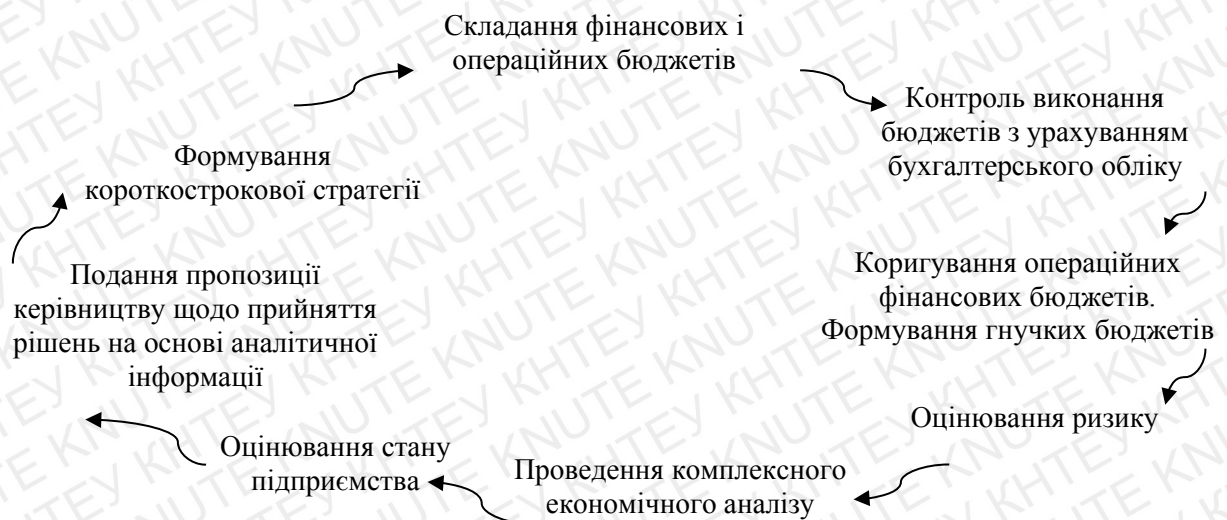 Складання фінансових і
операційних бюджетів
Контроль виконання
бюджетів з урахуванням
бухгалтерського обліку
Коригування операційних
фінансових бюджетів.
Формування гнучких бюджетів
Оцінювання ризику
Проведення комплексного
економічного аналізу
Оцінювання стану
підприємства
Подання пропозиції
керівництву щодо прийняття
рішень на основі аналітичної
інформації
Формування
короткострокової стратегії